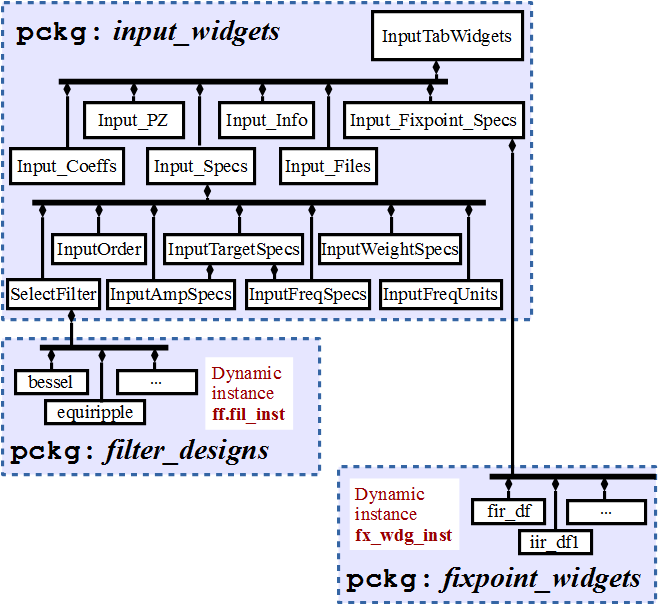 pckg: input_widgets
InputTabWidgets
Input_PZ
Input_Info
Input_Fixpoint_Specs
Input_Coeffs
Input_Specs
Input_Files
InputOrder
InputTargetSpecs
InputWeightSpecs
SelectFilter
InputAmpSpecs
InputFreqSpecs
InputFreqUnits
bessel
...
equiripple
Dynamic
instance
ff.fil_inst
pckg: filter_designs
Dynamic
instance
fx_wdg_inst
fir_df
...
iir_df1
pckg: fixpoint_widgets